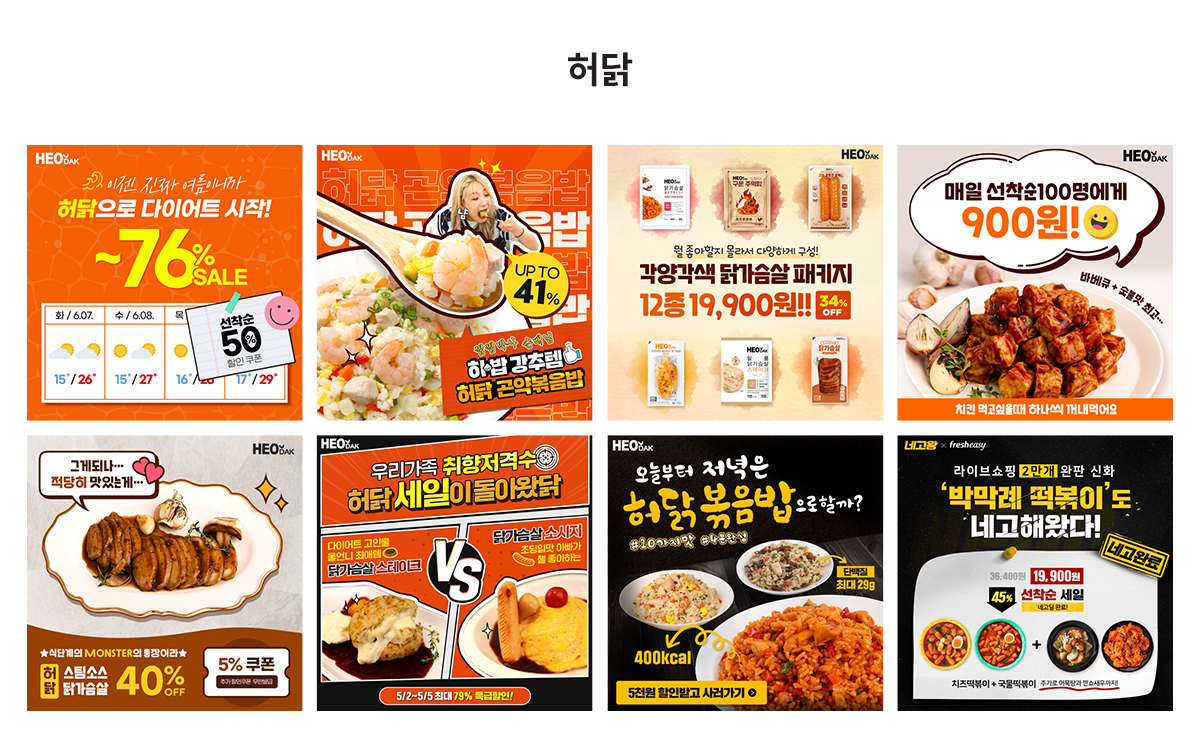 허닭
HEO DAK
이젠 진짜 여름이니까
허닭으로 다이어트 시작!
~76% SALE
화 / 6.07. 수 / 6.08. 목
15°/26° 15°/27° 16°/28° 17°/29°
선착순
50%
할인 쿠폰
HEO DAK
허닭 곤약볶음밥
냠
UP TO
41%
하·밥 강추템
허닭 곤약볶음밥
HEO DAK
뭘 좋아할지 몰라서 다양하게 구성!
각양각색 닭가슴살 패키지
12종 19,900원!! 34% OFF
HEO DAK
매일 선착순100명에게
900원!
바베큐 + 숯불맛 최고...
치킨 먹고싶을때 하나씩 꺼내먹어요
HEO DAK
그게되나...
적당히 맛있는게...
★식단계의 MONSTER의 등장이라★
허닭
스팀소스
닭가슴살
40% OFF
5% 쿠폰
추가 할인쿠폰 무한발급
HEO DAK
우리가족 취향저격수
허닭 세일이 돌아왔닭
다이어트 고인물
울언니 최애템
닭가슴살 스테이크
VS
닭가슴살 소시지
초딩입맛 아빠가
젤 좋아하는
5/2~5/5 최대 79% 특급할인!
HEO DAK
오늘부터 저녁은
허닭 볶음밥으로할까?
#10가지맛 #4분완성
단백질
최대 29g
400kcal
5천원 할인받고 사러가기
네고왕 × fresheasy
라이브쇼핑 2만개 완판 신화
‘박막례 떡볶이’도
네고해왔다!
네고완료
36,400원 19,900원
45% 선착순 세일
네고딜 완료!
+
치즈떡볶이 + 국물떡볶이 추가로 어묵탕과 깐쇼새우까지!